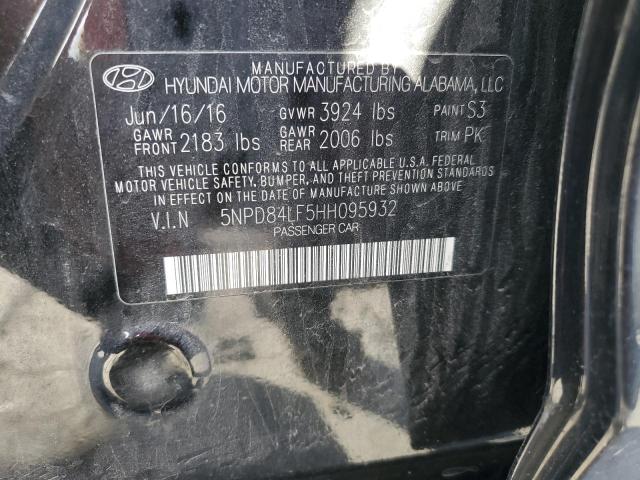 MANUFACTURED BY
HYUNDAI MOTOR MANUFACTURING ALABAMA, LLC
Jun/16/16 GVWR 3924 lbs PAINT S3
GAWR FRONT 2183 lbs GAWR REAR 2006 lbs TRIM PK
THIS VEHICLE CONFORMS TO ALL APPLICABLE U.S.A. FEDERAL
MOTOR VEHICLE SAFETY, BUMPER, AND THEFT PREVENTION STANDARDS
IN EFFECT ON THE DATE OF MANUFACTURE SHOWN ABOVE.
V.I.N 5NPD84LF5HH095932
PASSENGER CAR